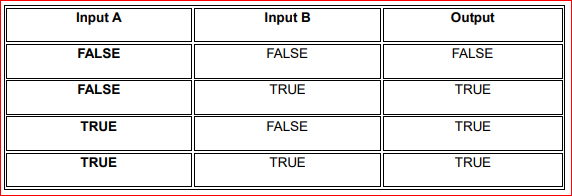 Input A Input B Output
FALSE FALSE FALSE
FALSE TRUE TRUE
TRUE FALSE TRUE
TRUE TRUE TRUE